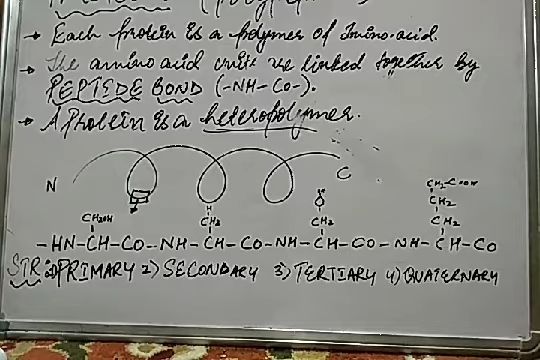 → Each protein is a polymer of Amino-acid.
→ The amino acid units are linked together by
PEPTEDE BOND (-NH-CO-).
→ A Protein is a heteropolymer.
N C
CH₂-COOH
CH₂
CH₂OH H CH₂ CH₂
CH₂
-HN-CH-CO-NH-CH-CO-NH-CH-CO-NH-CH-CO
STR 1) PRIMARY 2) SECONDARY 3) TERTIARY 4) QUATERNARY